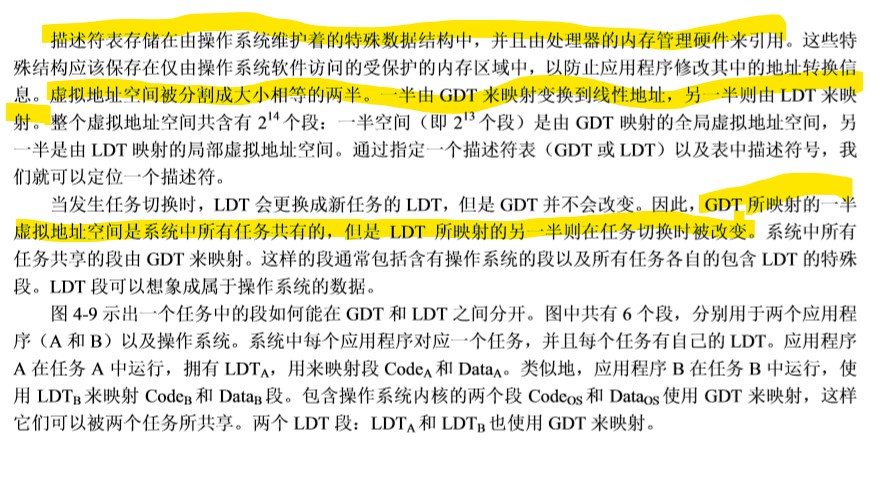 描述符表存储在由操作系统维护着的特殊数据结构中，并且由处理器的内存管理硬件来引用。这些特
殊结构应该保存在仅由操作系统软件访问的受保护的内存区域中，以防止应用程序修改其中的地址转换信
息。虚拟地址空间被分割成大小相等的两半。一半由 GDT 来映射变换到线性地址，另一半则由 LDT 来映
射。整个虚拟地址空间共含有 2¹⁴ 个段：一半空间（即 2¹³ 个段）是由 GDT 映射的全局虚拟地址空间，另
一半是由 LDT 映射的局部虚拟地址空间。通过指定一个描述符表（GDT 或 LDT）以及表中描述符号，我
们就可以定位一个描述符。
当发生任务切换时，LDT 会更换成新任务的 LDT，但是 GDT 并不会改变。因此，GDT 所映射的一半
虚拟地址空间是系统中所有任务共有的，但是 LDT 所映射的另一半则在任务切换时被改变。系统中所有
任务共享的段由 GDT 来映射。这样的段通常包括含有操作系统的段以及所有任务各自的包含 LDT 的特殊
段。LDT 段可以想象成属于操作系统的数据。
图 4-9 示出一个任务中的段如何能在 GDT 和 LDT 之间分开。图中共有 6 个段，分别用于两个应用程
序（A 和 B）以及操作系统。系统中每个应用程序对应一个任务，并且每个任务有自己的 LDT。应用程序
A 在任务 A 中运行，拥有 LDTA，用来映射段 CodeA 和 DataA。类似地，应用程序 B 在任务 B 中运行，使
用 LDTB 来映射 CodeB 和 DataB 段。包含操作系统内核的两个段 CodeOS 和 DataOS 使用 GDT 来映射，这样
它们可以被两个任务所共享。两个 LDT 段：LDTA 和 LDTB 也使用 GDT 来映射。